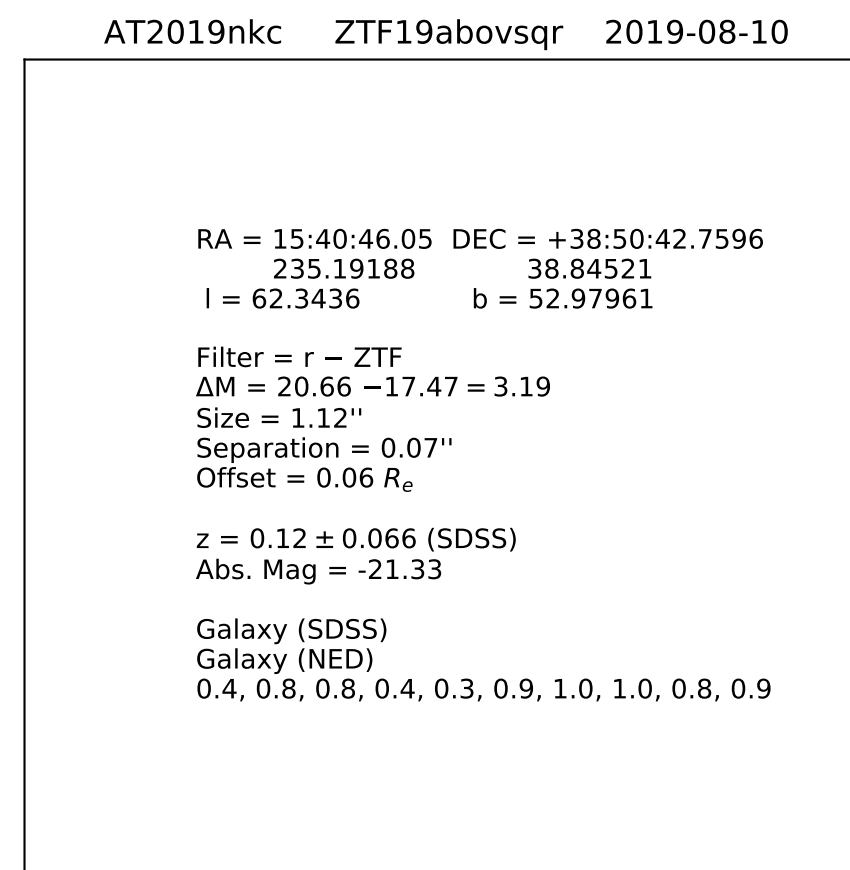 AT2019nkc ZTF19abovsqr 2019-08-10
RA = 15:40:46.05 DEC = +38:50:42.7596
235.19188 38.84521
l = 62.3436 b = 52.97961
Filter = r − ZTF
ΔM = 20.66 −17.47 = 3.19
Size = 1.12''
Separation = 0.07''
Offset = 0.06 Re
z = 0.12 ± 0.066 (SDSS)
Abs. Mag = -21.33
Galaxy (SDSS)
Galaxy (NED)
0.4, 0.8, 0.8, 0.4, 0.3, 0.9, 1.0, 1.0, 0.8, 0.9